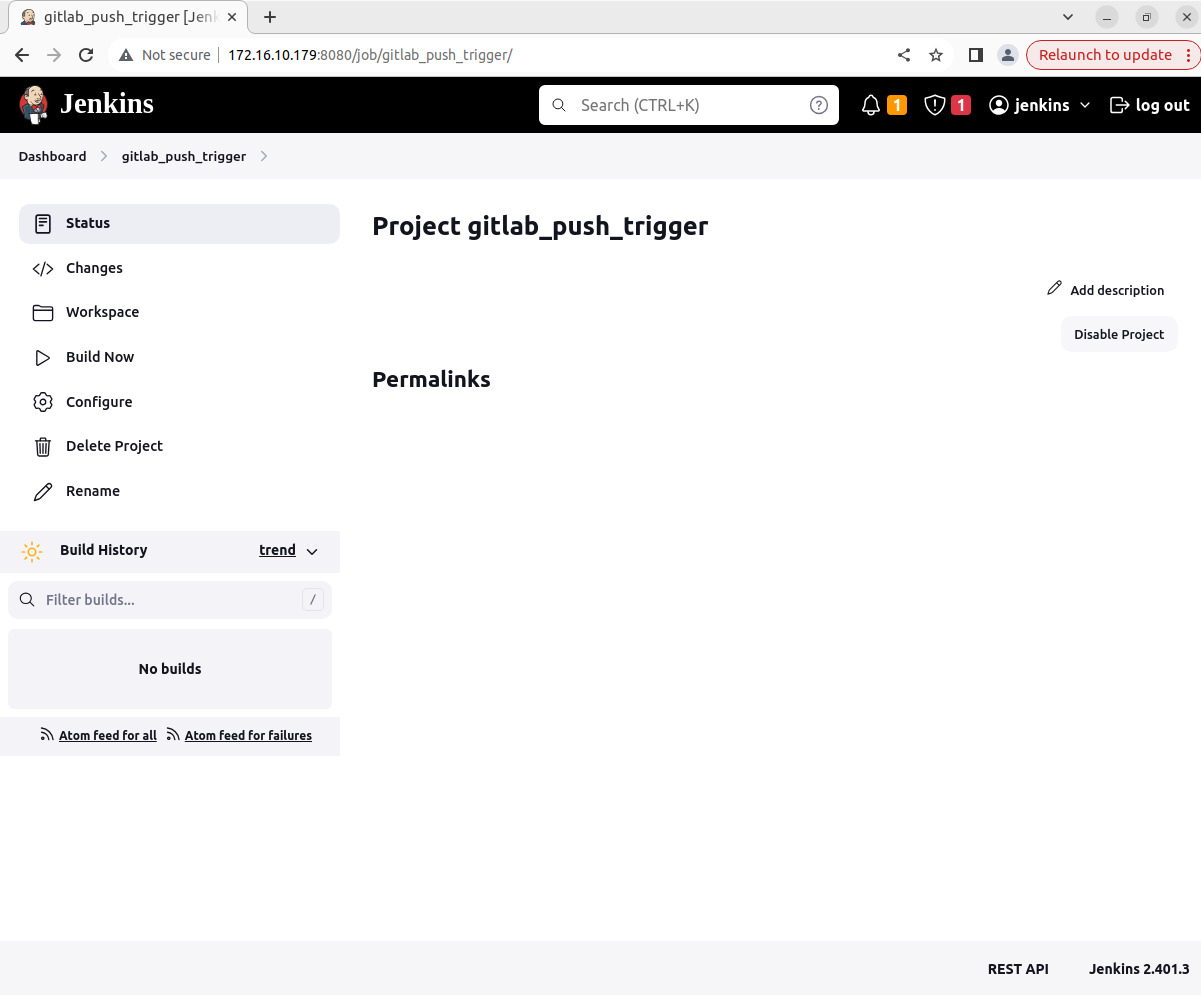 gitlab_push_trigger [Jenk
Not secure 172.16.10.179:8080/job/gitlab_push_trigger/ Relaunch to update
Jenkins Search (CTRL+K) ? 1 1 jenkins log out
Dashboard gitlab_push_trigger
Status
Changes
Workspace
Build Now
Configure
Delete Project
Rename
Build History trend
Filter builds... /
No builds
Atom feed for all Atom feed for failures
Project gitlab_push_trigger
Add description
Disable Project
Permalinks
REST API Jenkins 2.401.3